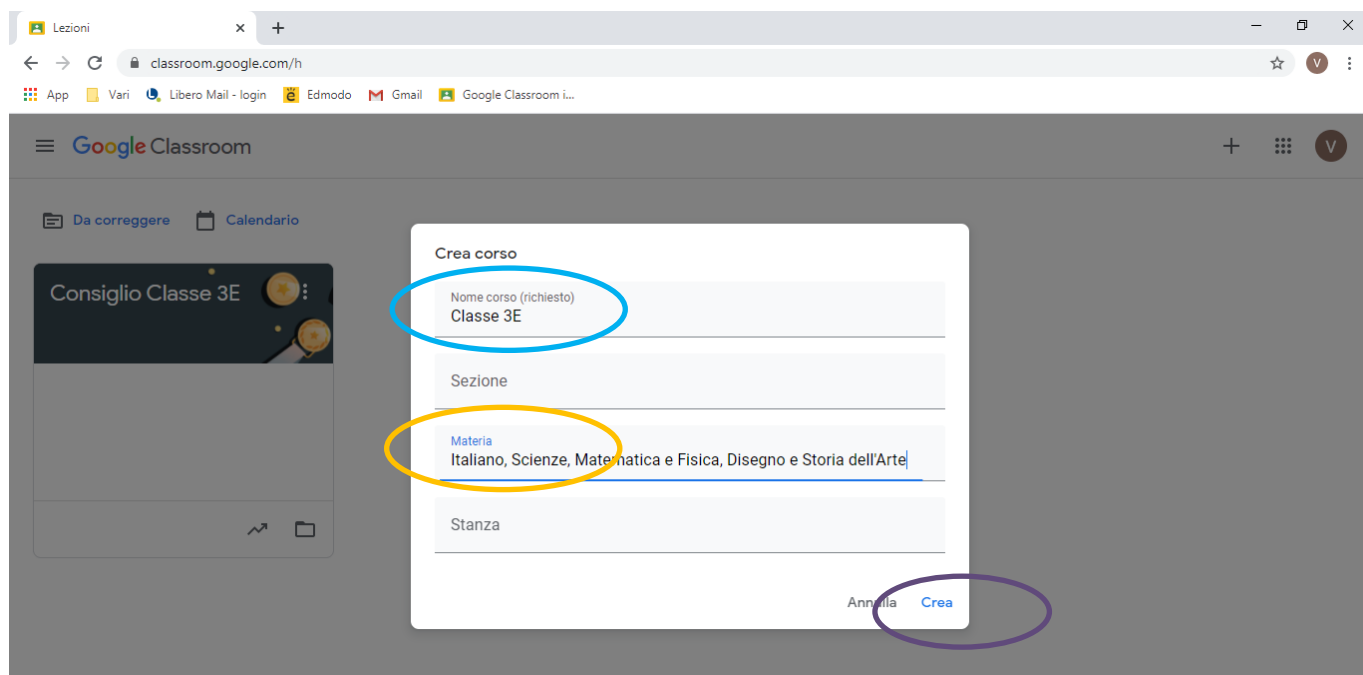 Lezioni
classroom.google.com/h
V
App Vari Libero Mail - login Edmodo Gmail Google Classroom i...
Google Classroom
V
Da correggere Calendario
Consiglio Classe 3E
Crea corso
Nome corso (richiesto)
Classe 3E
Sezione
Materia
Italiano, Scienze, Matematica e Fisica, Disegno e Storia dell'Arte
Stanza
Annulla Crea